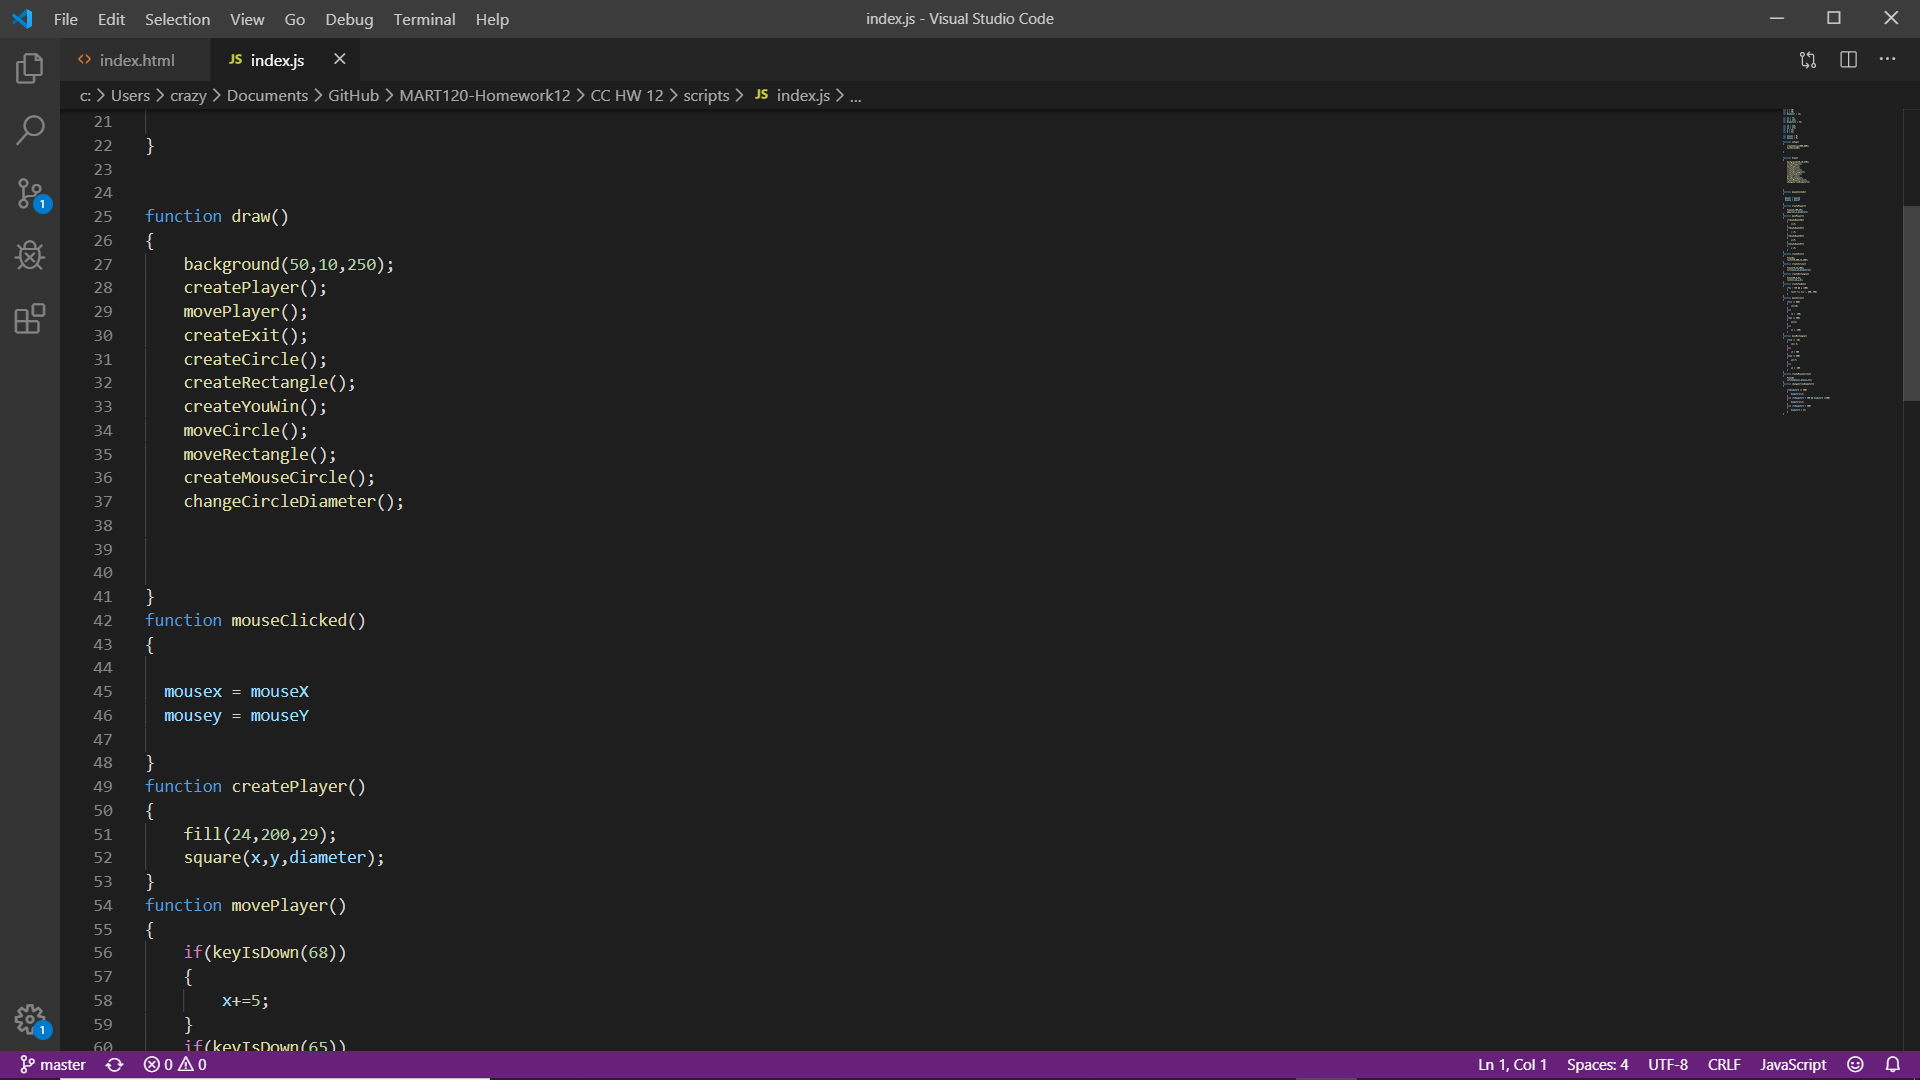 File Edit Selection View Go Debug Terminal Help
index.js - Visual Studio Code
index.html
JS index.js
c: > Users > crazy > Documents > GitHub > MART120-Homework12 > CC HW 12 > scripts > JS index.js > ...
21
22 }
23
24
25 function draw()
26 {
27 background(50,10,250);
28 createPlayer();
29 movePlayer();
30 createExit();
31 createCircle();
32 createRectangle();
33 createYouWin();
34 moveCircle();
35 moveRectangle();
36 createMouseCircle();
37 changeCircleDiameter();
38
39
40
41 }
42 function mouseClicked()
43 {
44
45 mousex = mouseX
46 mousey = mouseY
47
48 }
49 function createPlayer()
50 {
51 fill(24,200,29);
52 square(x,y,diameter);
53 }
54 function movePlayer()
55 {
56 if(keyIsDown(68))
57 {
58 x+=5;
59 }
60 if(keyIsDown(65))
1
1
master 0 0 Ln 1, Col 1 Spaces: 4 UTF-8 CRLF JavaScript